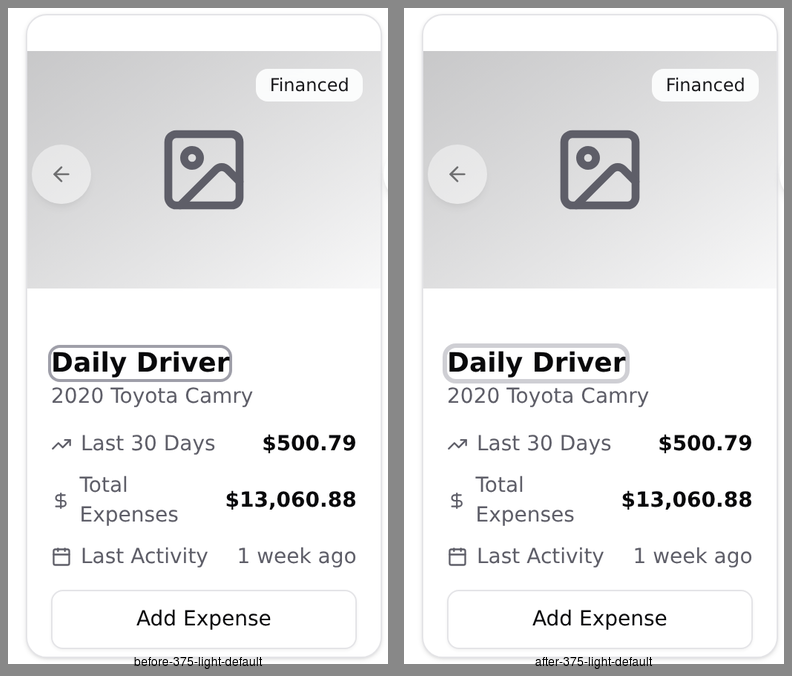 Financed
Daily Driver
2020 Toyota Camry
Last 30 Days $500.79
Total
Expenses $13,060.88
Last Activity 1 week ago
Add Expense
before-375-light-default
Financed
Daily Driver
2020 Toyota Camry
Last 30 Days $500.79
Total
Expenses $13,060.88
Last Activity 1 week ago
Add Expense
after-375-light-default